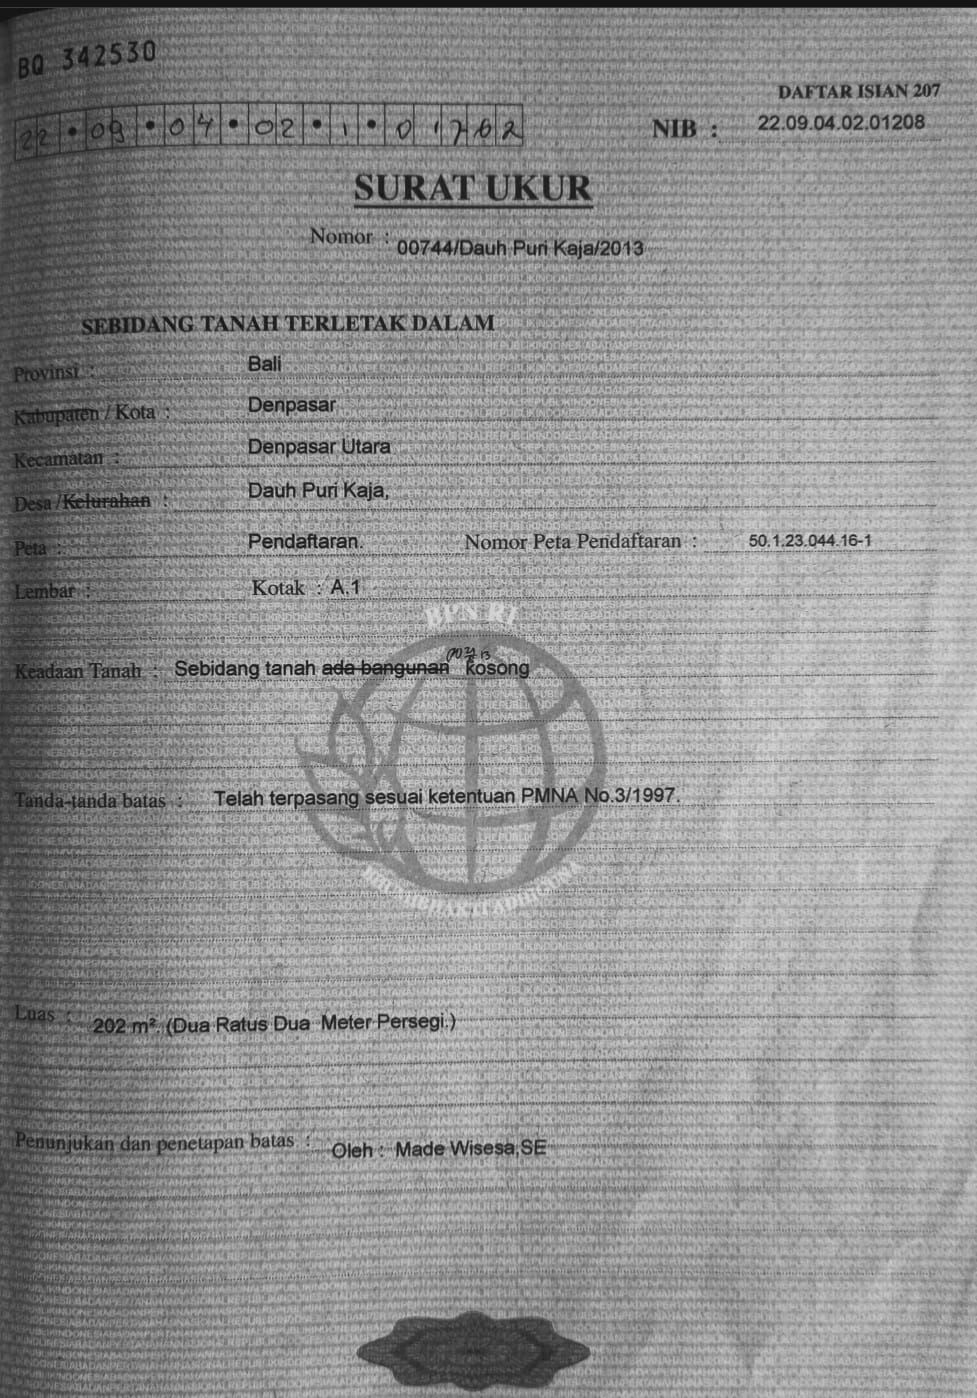 BQ 342530
DAFTAR ISIAN 207
22.09.04.02.1.01762
NIB : 22.09.04.02.01208
SURAT UKUR
Nomor : 00744/Dauh Puri Kaja/2013
SEBIDANG TANAH TERLETAK DALAM
Provinsi : Bali
Kabupaten / Kota : Denpasar
Kecamatan : Denpasar Utara
Desa / Kelurahan : Dauh Puri Kaja,
Peta : Pendaftaran. Nomor Peta Pendaftaran : 50.1.23.044.16-1
Lembar : Kotak : A.1
BPN RI
Keadaan Tanah : Sebidang tanah ada bangunan kosong
Tanda-tanda batas : Telah terpasang sesuai ketentuan PMNA No.3/1997.
Luas : 202 m². (Dua Ratus Dua Meter Persegi.)
Penunjukan dan penetapan batas : Oleh : Made Wisesa,SE